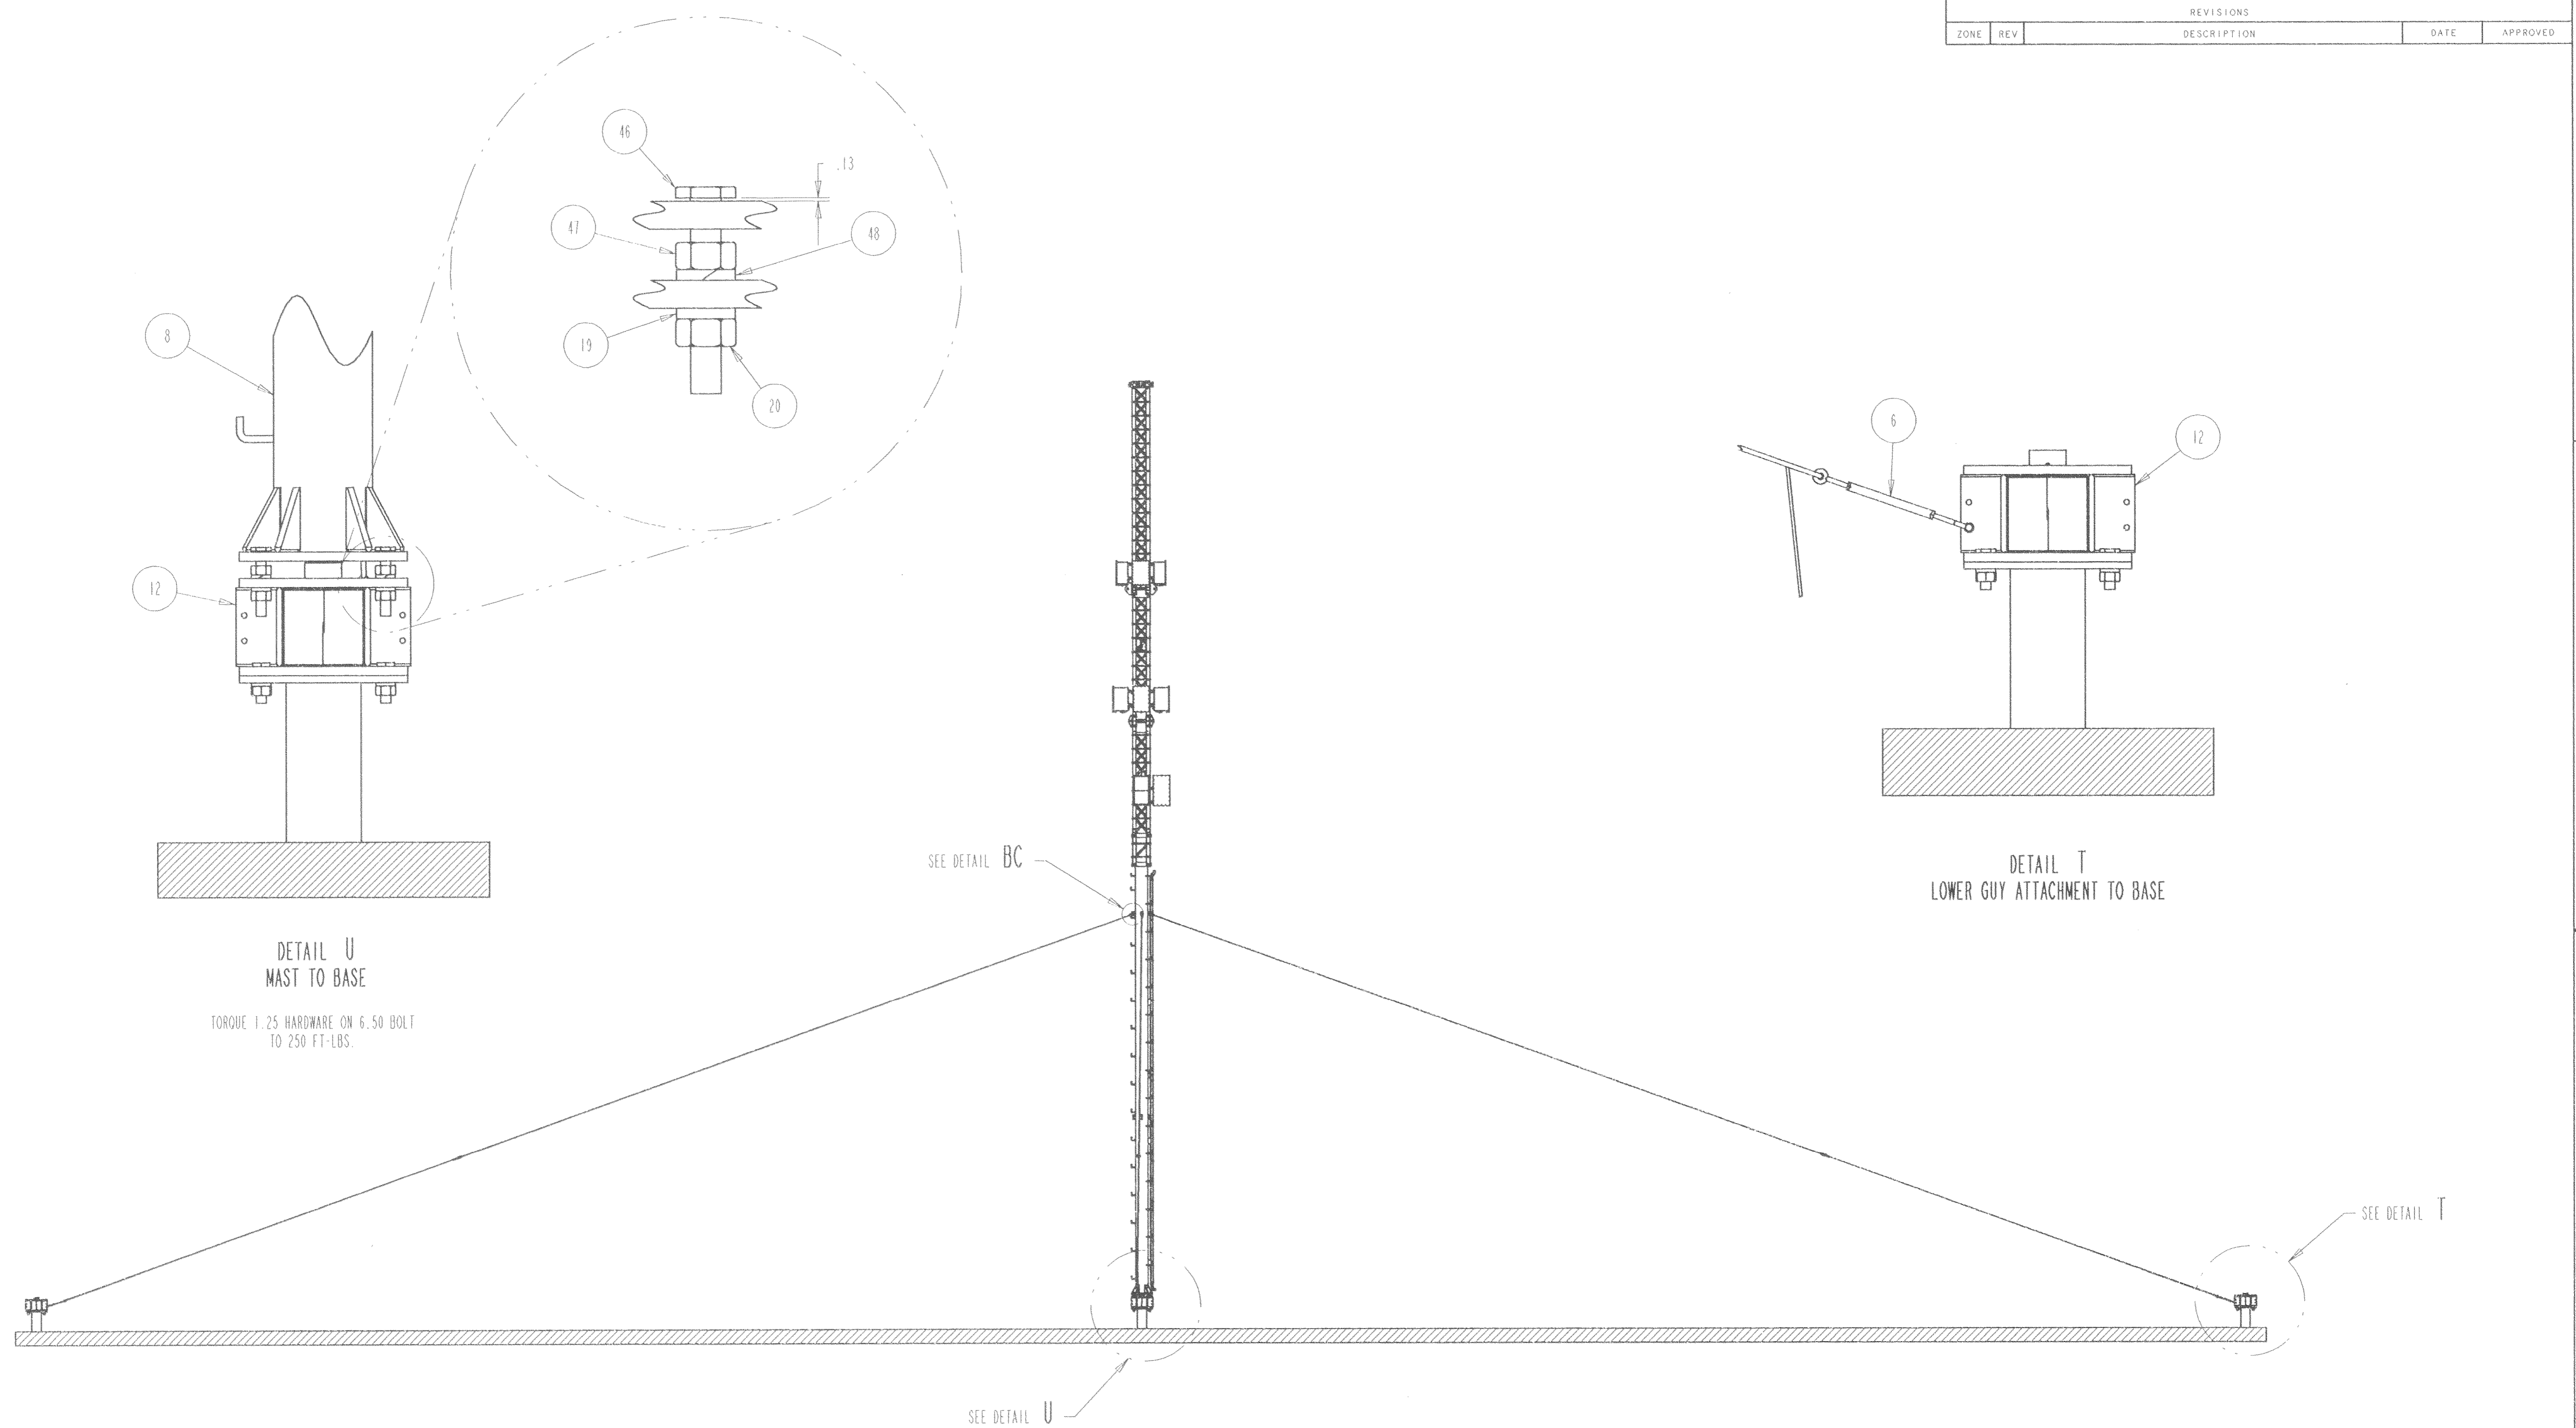 REVISIONS
ZONE REV DESCRIPTION DATE APPROVED
46
.13
47
48
8
19
20
6
12
12
SEE DETAIL BC
DETAIL T
LOWER GUY ATTACHMENT TO BASE
DETAIL U
MAST TO BASE
TORQUE 1.25 HARDWARE ON 6.50 BOLT
TO 250 FT-LBS.
SEE DETAIL T
SEE DETAIL U